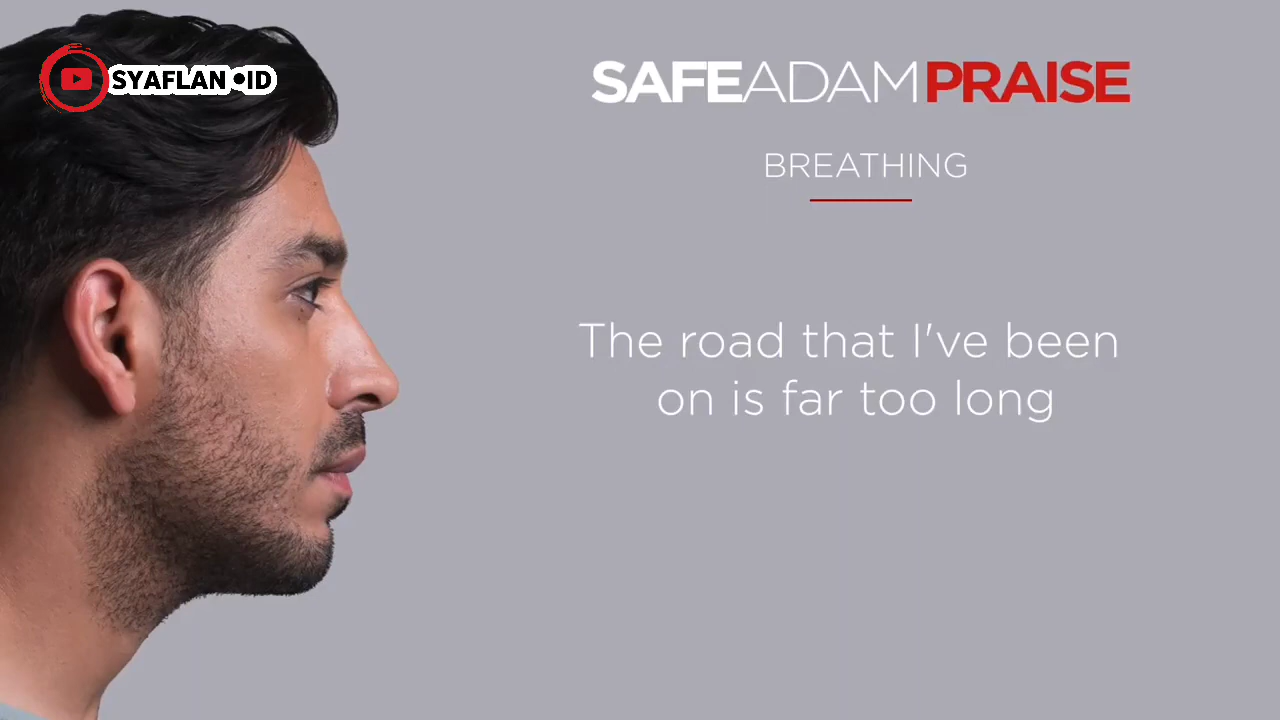 SYAFLAN ID
SAFEADAMPRAISE
BREATHING
The road that I've been
on is far too long